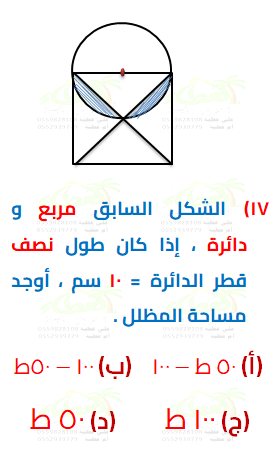 ١٧) الشكل السابق مربع و
دائرة ، إذا كان طول نصف
قطر الدائرة = ١٠ سم ، أوجد
مساحة المظلل .
(أ) ٥٠ ط – ١٠٠ (ب) ١٠٠ – ٥٠ط
(ج) ١٠٠ ط (د) ٥٠ ط